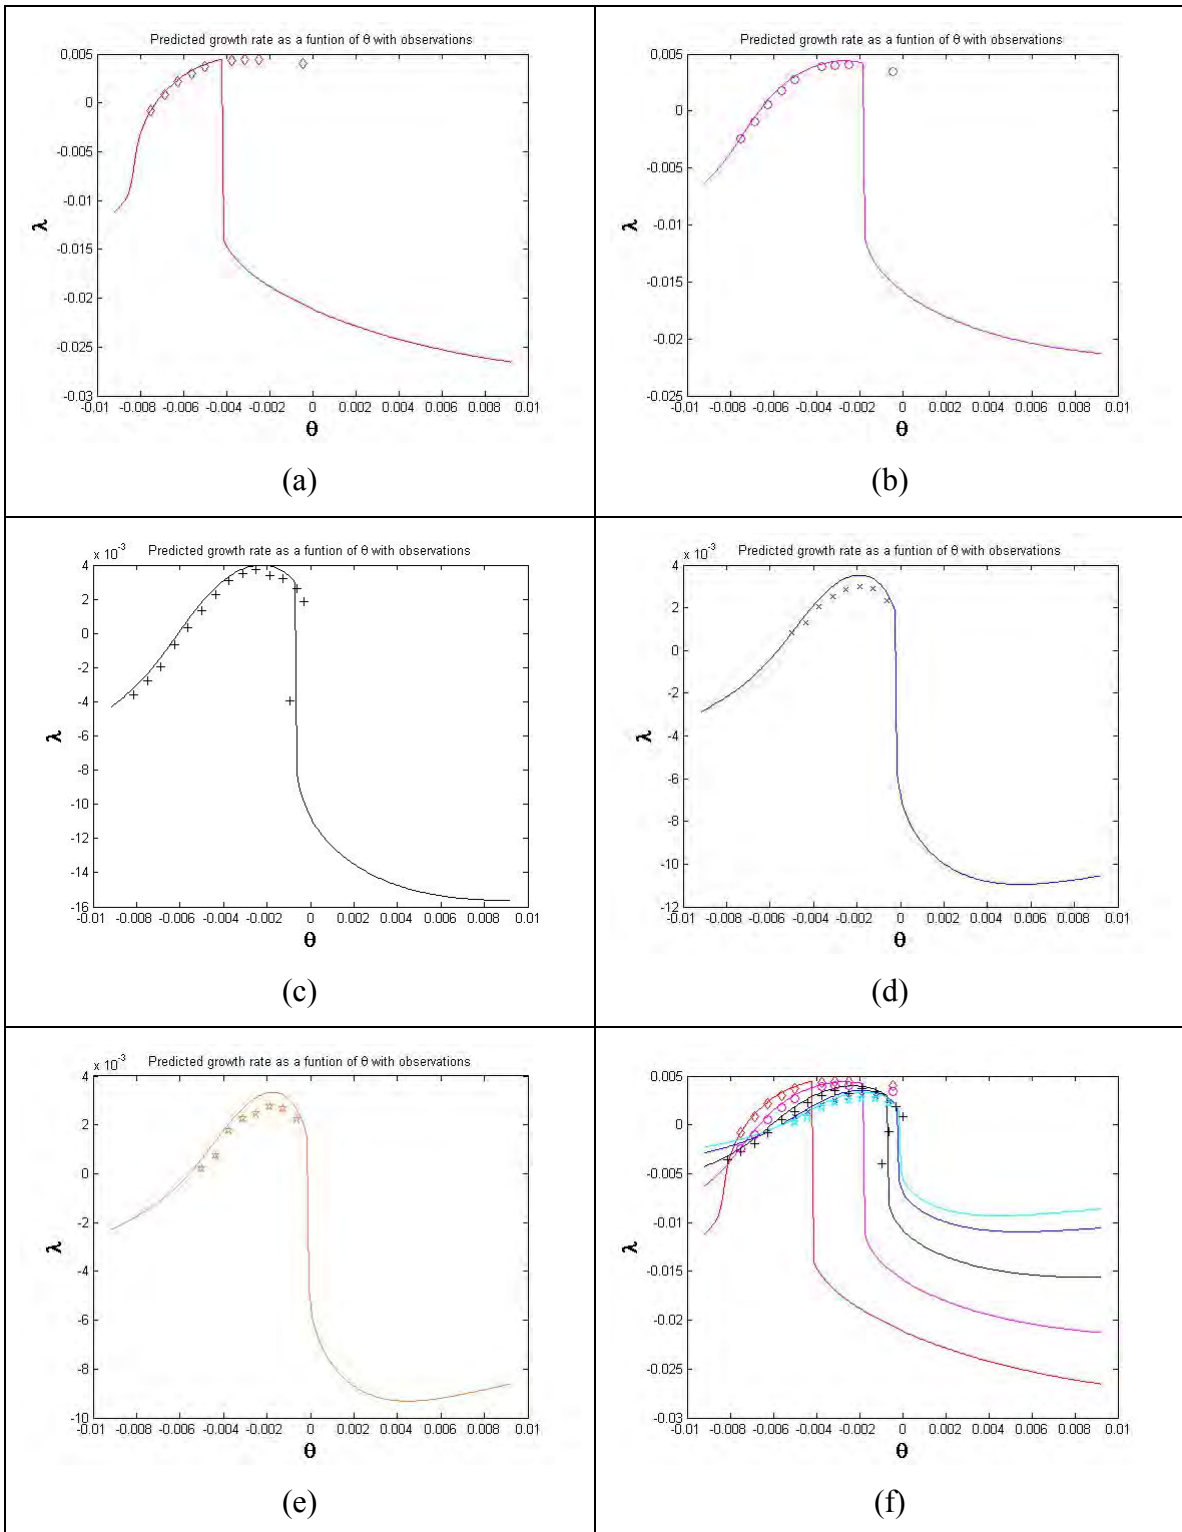 Predicted growth rate as a funtion of θ with observations
0.005
0
-0.005
-0.01
-0.015
-0.02
-0.025
-0.03
λ
-0.01 -0.008 -0.006 -0.004 -0.002 0 0.002 0.004 0.006 0.008 0.01
θ
(a)
Predicted growth rate as a funtion of θ with observations
0.005
0
-0.005
-0.01
-0.015
-0.02
-0.025
λ
-0.01 -0.008 -0.006 -0.004 -0.002 0 0.002 0.004 0.006 0.008 0.01
θ
(b)
x 10-3
Predicted growth rate as a funtion of θ with observations
4
2
0
-2
-4
-6
-8
-10
-12
-14
-16
λ
-0.01 -0.008 -0.006 -0.004 -0.002 0 0.002 0.004 0.006 0.008 0.01
θ
(c)
x 10-3
Predicted growth rate as a funtion of θ with observations
4
2
0
-2
-4
-6
-8
-10
-12
λ
-0.01 -0.008 -0.006 -0.004 -0.002 0 0.002 0.004 0.006 0.008 0.01
θ
(d)
x 10-3
Predicted growth rate as a funtion of θ with observations
4
2
0
-2
-4
-6
-8
-10
λ
-0.01 -0.008 -0.006 -0.004 -0.002 0 0.002 0.004 0.006 0.008 0.01
θ
(e)
0.005
0
-0.005
-0.01
-0.015
-0.02
-0.025
-0.03
λ
-0.01 -0.008 -0.006 -0.004 -0.002 0 0.002 0.004 0.006 0.008 0.01
θ
(f)